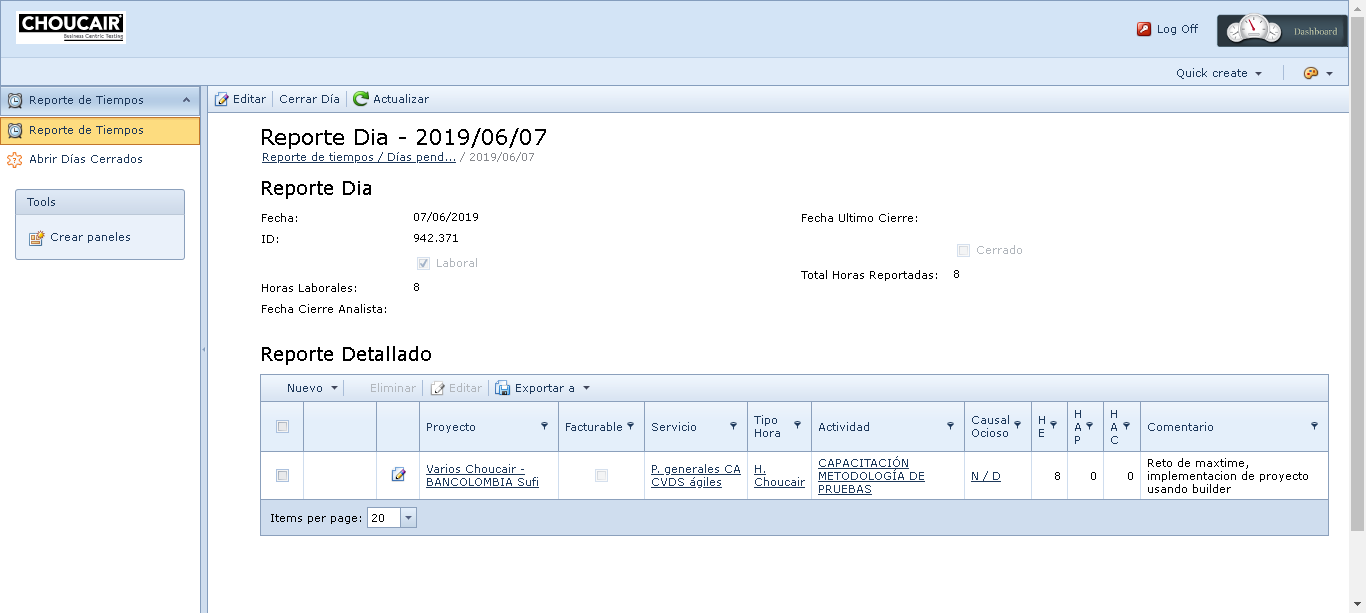 CHOUCAIR
Business Centric Testing
Log Off
Dashboard
Quick create
Reporte de Tiempos
Reporte de Tiempos
Abrir Días Cerrados
Tools
Crear paneles
Editar
Cerrar Día
Actualizar
Reporte Dia - 2019/06/07
Reporte de tiempos / Días pend... / 2019/06/07
Reporte Dia
Fecha: 07/06/2019
Fecha Ultimo Cierre:
ID: 942.371
Cerrado
Laboral
Total Horas Reportadas: 8
Horas Laborales: 8
Fecha Cierre Analista:
Reporte Detallado
Nuevo
Eliminar
Editar
Exportar a
Proyecto
Facturable
Servicio
Tipo
Hora
Actividad
Causal
Ocioso
H
E
H
A
P
H
A
C
Comentario
Varios Choucair -
BANCOLOMBIA Sufi
P. generales CA
CVDS ágiles
H.
Choucair
CAPACITACIÓN
METODOLOGÍA DE
PRUEBAS
N / D
8
0
0
Reto de maxtime,
implementacion de proyecto
usando builder
Items per page: 20